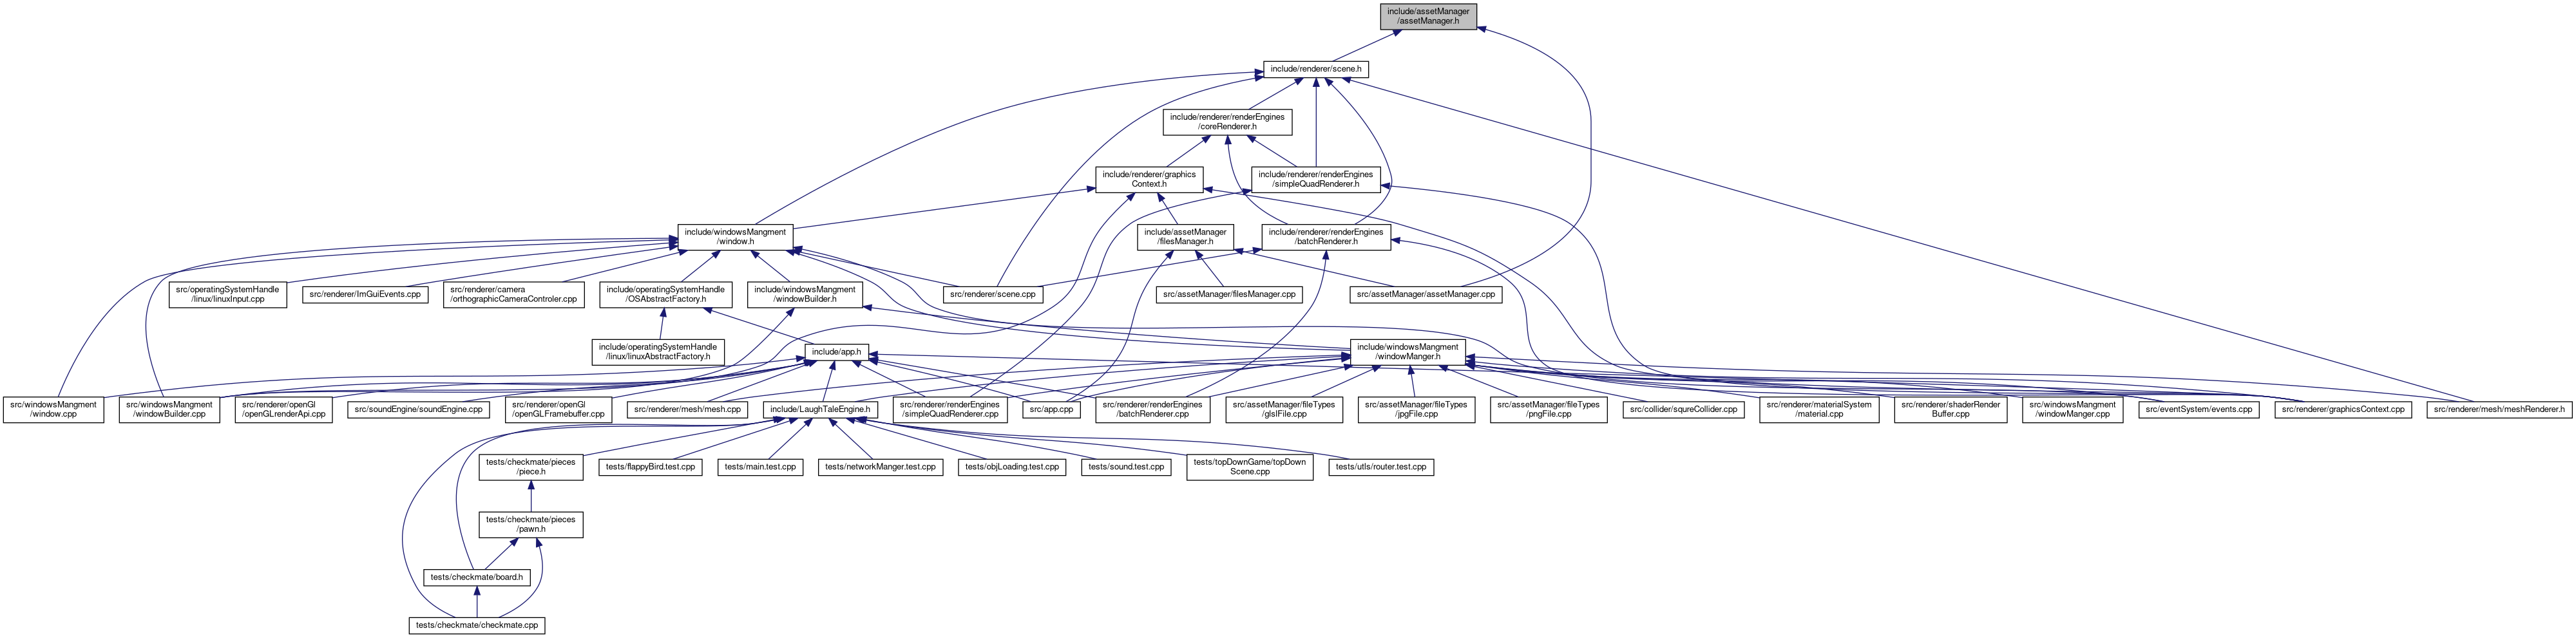 include/assetManager
/assetManager.h
include/renderer/scene.h
include/renderer/renderEngines
/coreRenderer.h
include/renderer/graphics
Context.h
include/renderer/renderEngines
/simpleQuadRenderer.h
include/windowsMangment
/window.h
include/assetManager
/filesManager.h
include/renderer/renderEngines
/batchRenderer.h
src/operatingSystemHandle
/linux/linuxInput.cpp
src/renderer/ImGuiEvents.cpp
src/renderer/camera
/orthographicCameraControler.cpp
include/operatingSystemHandle
/OSAbstractFactory.h
include/windowsMangment
/windowBuilder.h
src/renderer/scene.cpp
src/assetManager/filesManager.cpp
src/assetManager/assetManager.cpp
include/operatingSystemHandle
/linux/linuxAbstractFactory.h
include/app.h
include/windowsMangment
/windowManger.h
src/windowsMangment
/window.cpp
src/windowsMangment
/windowBuilder.cpp
src/renderer/openGl
/openGLrenderApi.cpp
src/soundEngine/soundEngine.cpp
src/renderer/openGl
/openGLFramebuffer.cpp
src/renderer/mesh/mesh.cpp
include/LaughTaleEngine.h
src/renderer/renderEngines
/simpleQuadRenderer.cpp
src/app.cpp
src/renderer/renderEngines
/batchRenderer.cpp
src/assetManager/fileTypes
/glslFile.cpp
src/assetManager/fileTypes
/jpgFile.cpp
src/assetManager/fileTypes
/pngFile.cpp
src/collider/squreCollider.cpp
src/renderer/materialSystem
/material.cpp
src/renderer/shaderRender
Buffer.cpp
src/windowsMangment
/windowManger.cpp
src/eventSystem/events.cpp
src/renderer/graphicsContext.cpp
src/renderer/mesh/meshRenderer.h
tests/checkmate/pieces
/piece.h
tests/flappyBird.test.cpp
tests/main.test.cpp
tests/networkManger.test.cpp
tests/objLoading.test.cpp
tests/sound.test.cpp
tests/topDownGame/topDown
Scene.cpp
tests/utls/router.test.cpp
tests/checkmate/pieces
/pawn.h
tests/checkmate/board.h
tests/checkmate/checkmate.cpp